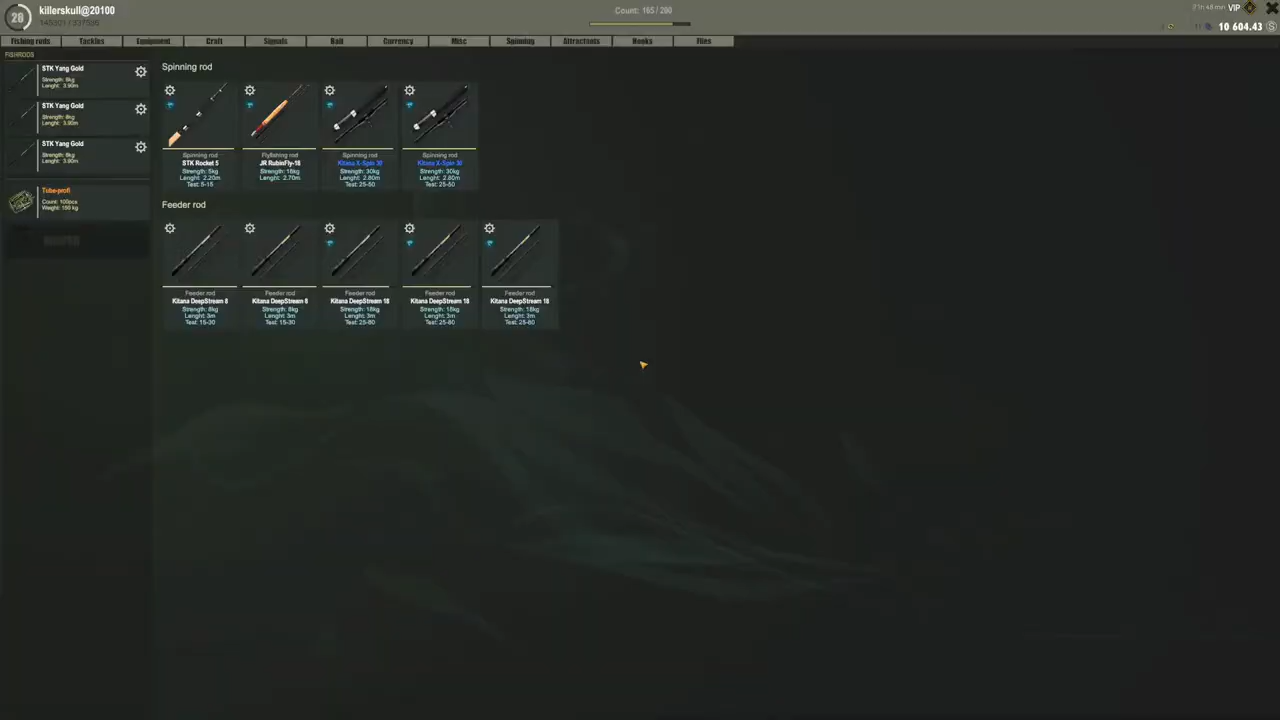 20
killerskull@20100
Count: 165 / 260
VIP
10 604.43
Fishing rods
Tackles
Equipment
Craft
Signals
Bait
Currency
Misc
Spinning
Attractants
Hooks
Flies
STK Yang Gold
Strength: 8kg
Lenght: 3.90m
STK Yang Gold
Strength: 8kg
Lenght: 3.90m
STK Yang Gold
Strength: 8kg
Lenght: 3.90m
Tube-profi
Count: 100pcs
Weight: 150 kg
Spinning rod
Spinning rod
STK Rocket 5
Strength: 5kg
Lenght: 2.20m
Test: 5-15
Flyfishing rod
JR RubinFly-18
Strength: 18kg
Lenght: 2.70m
Spinning rod
Kitana X-Spin 30
Strength: 30kg
Lenght: 2.80m
Test: 25-50
Spinning rod
Kitana X-Spin 30
Strength: 30kg
Lenght: 2.80m
Test: 25-50
Feeder rod
Feeder rod
Kitana DeepStream 8
Strength: 8kg
Lenght: 3m
Test: 15-30
Feeder rod
Kitana DeepStream 8
Strength: 8kg
Lenght: 3m
Test: 15-30
Feeder rod
Kitana DeepStream 18
Strength: 18kg
Lenght: 3m
Test: 25-80
Feeder rod
Kitana DeepStream 18
Strength: 18kg
Lenght: 3m
Test: 25-80
Feeder rod
Kitana DeepStream 18
Strength: 18kg
Lenght: 3m
Test: 25-80